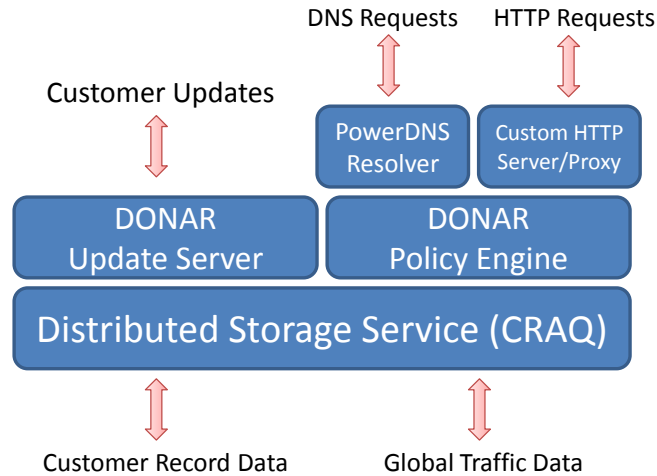 DNS Requests
HTTP Requests
Customer Updates
PowerDNS
Resolver
Custom HTTP
Server/Proxy
DONAR
Update Server
DONAR
Policy Engine
Distributed Storage Service (CRAQ)
Customer Record Data
Global Traffic Data